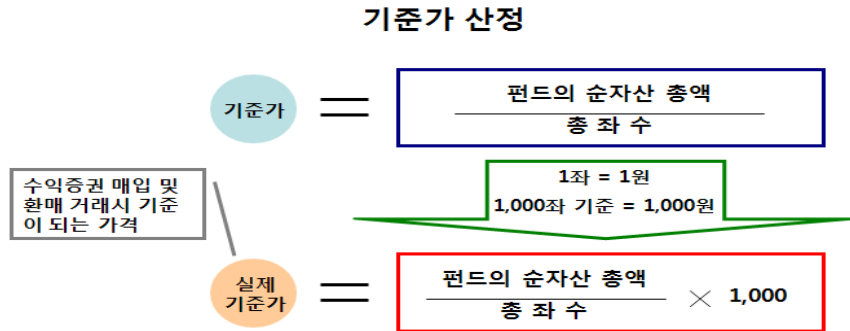 기준가 산정
기준가
펀드의 순자산 총액
총 좌 수
1좌 = 1원
1,000좌 기준 = 1,000원
수익증권 매입 및
환매 거래시 기준
이 되는 가격
실제
기준가
펀드의 순자산 총액
총 좌 수
× 1,000